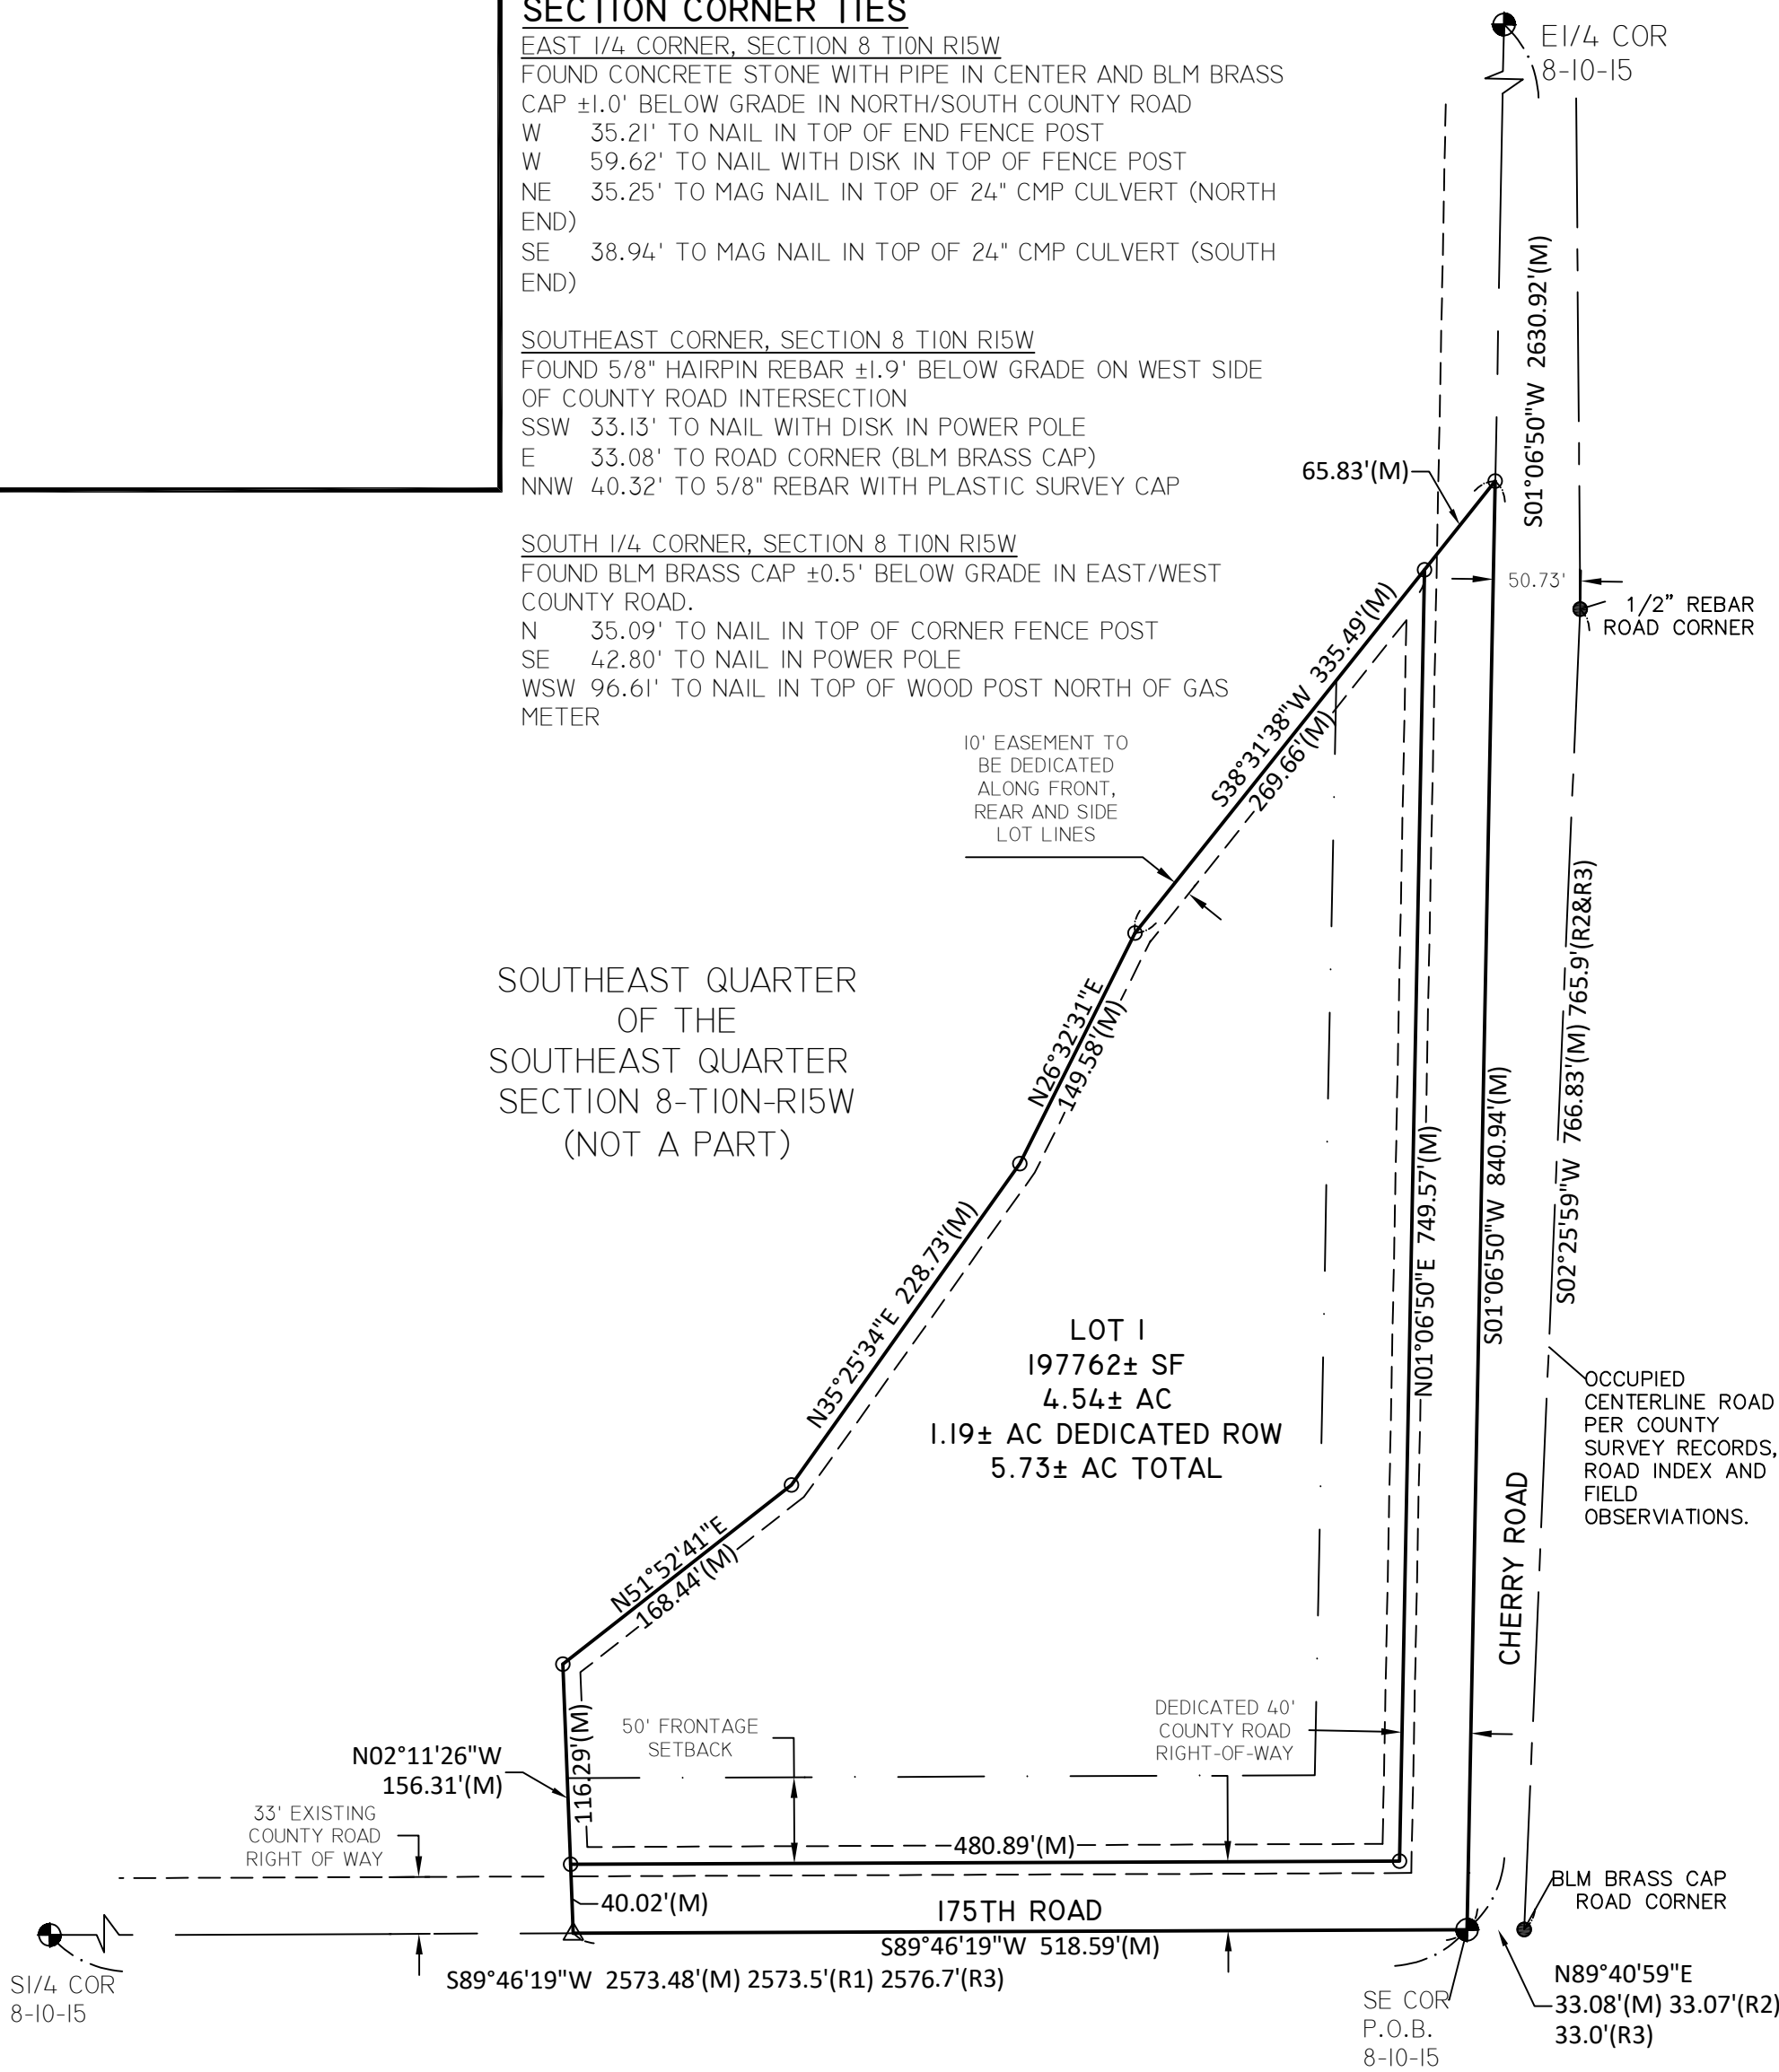 SECTION CORNER TIES
EAST 1/4 CORNER, SECTION 8 T10N R15W
FOUND CONCRETE STONE WITH PIPE IN CENTER AND BLM BRASS
CAP ±1.0' BELOW GRADE IN NORTH/SOUTH COUNTY ROAD
W 35.21' TO NAIL IN TOP OF END FENCE POST
W 59.62' TO NAIL WITH DISK IN TOP OF FENCE POST
NE 35.25' TO MAG NAIL IN TOP OF 24" CMP CULVERT (NORTH
END)
SE 38.94' TO MAG NAIL IN TOP OF 24" CMP CULVERT (SOUTH
END)
SOUTHEAST CORNER, SECTION 8 T10N R15W
FOUND 5/8" HAIRPIN REBAR ±1.9' BELOW GRADE ON WEST SIDE
OF COUNTY ROAD INTERSECTION
SSW 33.13' TO NAIL WITH DISK IN POWER POLE
E 33.08' TO ROAD CORNER (BLM BRASS CAP)
NNW 40.32' TO 5/8" REBAR WITH PLASTIC SURVEY CAP
SOUTH 1/4 CORNER, SECTION 8 T10N R15W
FOUND BLM BRASS CAP ±0.5' BELOW GRADE IN EAST/WEST
COUNTY ROAD.
N 35.09' TO NAIL IN TOP OF CORNER FENCE POST
SE 42.80' TO NAIL IN POWER POLE
WSW 96.61' TO NAIL IN TOP OF WOOD POST NORTH OF GAS
METER
E1/4 COR
8-10-15
S01°06'50"W 2630.92'(M)
65.83'(M)
50.73'
1/2" REBAR
ROAD CORNER
S38°31'38"W 335.49'(M)
269.66'(M)
10' EASEMENT TO
BE DEDICATED
ALONG FRONT,
REAR AND SIDE
LOT LINES
SOUTHEAST QUARTER
OF THE
SOUTHEAST QUARTER
SECTION 8-T10N-R15W
(NOT A PART)
N26°32'31"E
149.58'(M)
N35°25'34"E 228.73'(M)
N01°06'50"E 749.57'(M)
S01°06'50"W 840.94'(M)
S02°25'59"W 766.83'(M) 765.9'(R2&R3)
LOT 1
197762± SF
4.54± AC
1.19± AC DEDICATED ROW
5.73± AC TOTAL
OCCUPIED
CENTERLINE ROAD
PER COUNTY
SURVEY RECORDS,
ROAD INDEX AND
FIELD
OBSERVIATIONS.
CHERRY ROAD
N51°52'41"E
168.44'(M)
N02°11'26"W
156.31'(M)
116.29'(M)
50' FRONTAGE
SETBACK
DEDICATED 40'
COUNTY ROAD
RIGHT-OF-WAY
33' EXISTING
COUNTY ROAD
RIGHT OF WAY
480.89'(M)
40.02'(M)
175TH ROAD
S89°46'19"W 518.59'(M)
S89°46'19"W 2573.48'(M) 2573.5'(R1) 2576.7'(R3)
S1/4 COR
8-10-15
BLM BRASS CAP
ROAD CORNER
SE COR
P.O.B.
8-10-15
N89°40'59"E
33.08'(M) 33.07'(R2)
33.0'(R3)